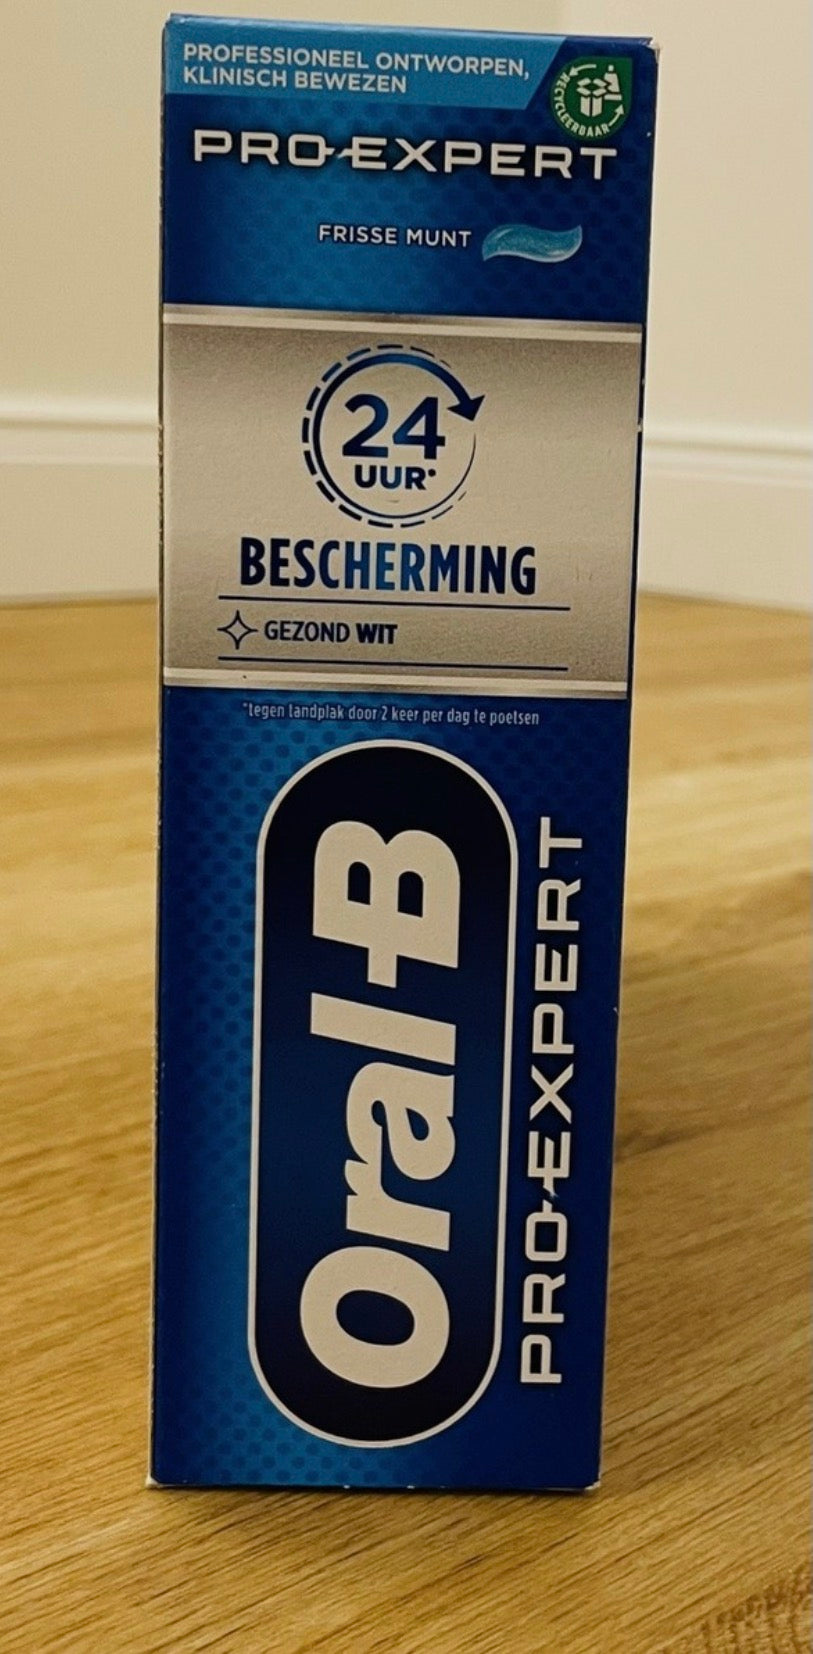 PROFESSIONEEL ONTWORPEN,
KLINISCH BEWEZEN
RECYCLEERBAAR
PRO-EXPERT
FRISSE MUNT
24
UUR*
BESCHERMING
GEZOND WIT
*tegen tandplak door 2 keer per dag te poetsen
Oral-B
PRO-EXPERT